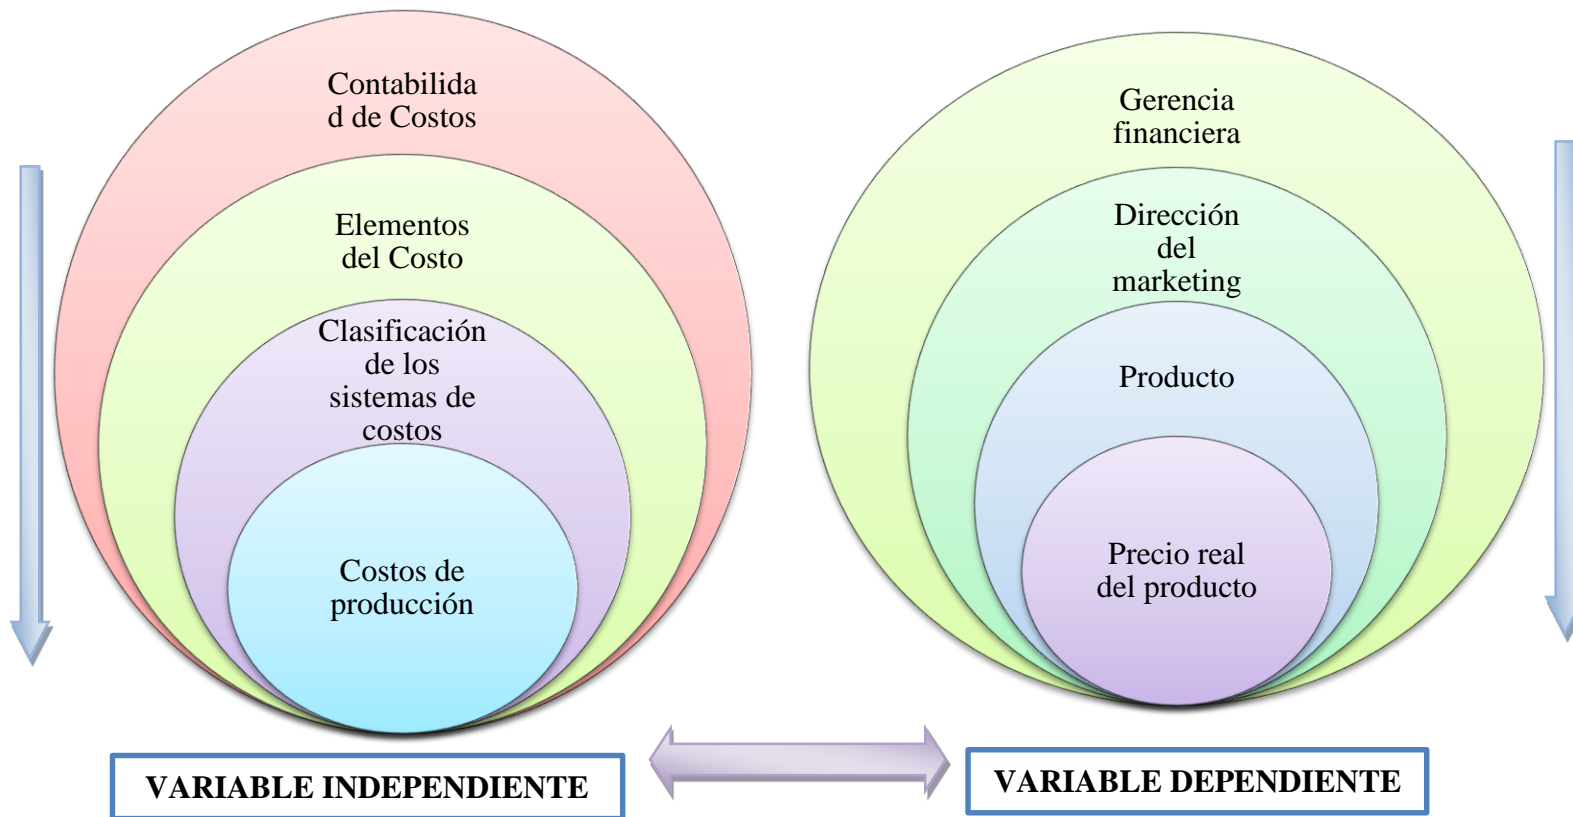 Contabilida
d de Costos
Elementos
del Costo
Clasificación
de los
sistemas de
costos
Costos de
producción
Gerencia
financiera
Dirección
del
marketing
Producto
Precio real
del producto
VARIABLE INDEPENDIENTE
VARIABLE DEPENDIENTE